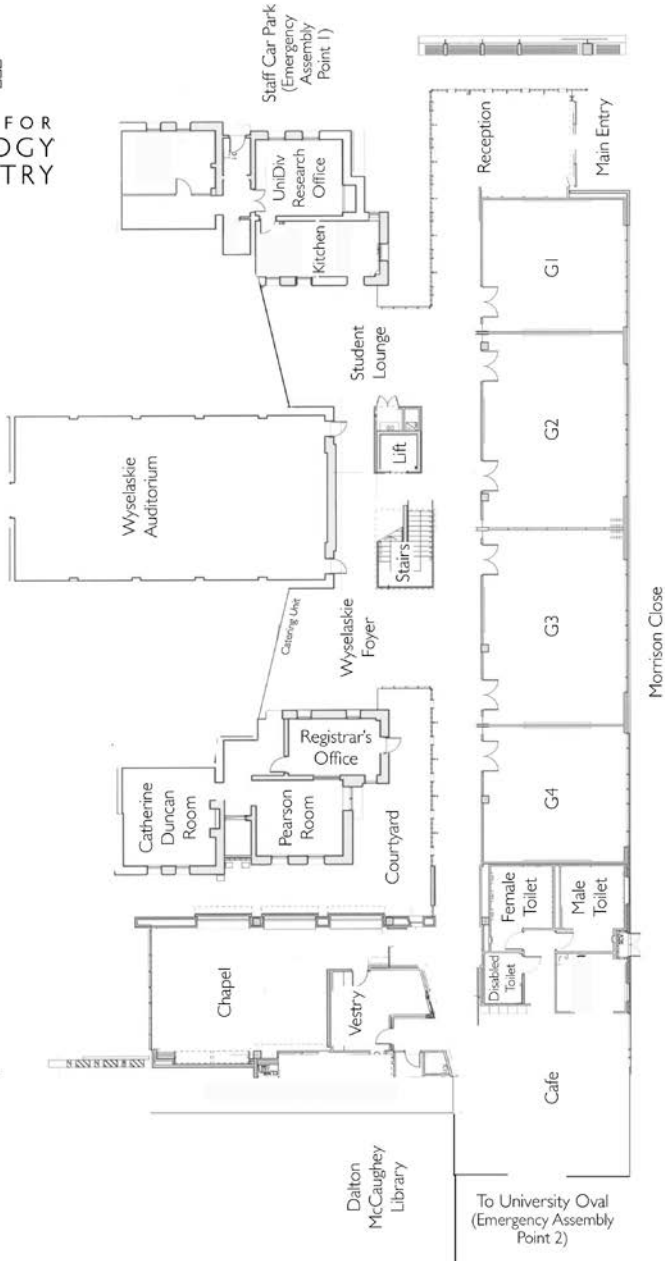 FOR
OGY
TRY
Staff Car Park
(Emergency
Assembly
Point 1)
UniDiv
Research
Office
Kitchen
Reception
Main Entry
Student
Lounge
G1
Wyselaskie
Auditorium
Lift
G2
Stairs
Catering Unit
Wyselaskie
Foyer
G3
Morrison Close
Catherine
Duncan
Room
Registrar's
Office
Pearson
Room
Courtyard
G4
Female
Toilet
Male
Toilet
Disabled
Toilet
Chapel
Vestry
Cafe
Dalton
McCaughey
Library
To University Oval
(Emergency Assembly
Point 2)